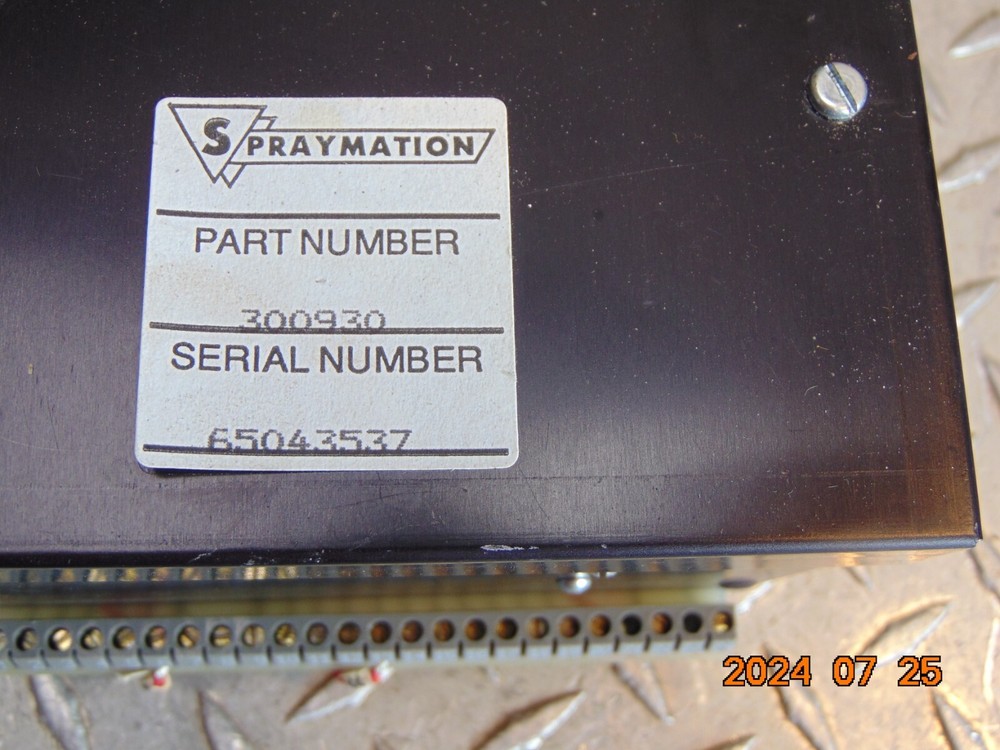 SPRAYMATION
PART NUMBER
300930
SERIAL NUMBER
65043537
2024 07 25